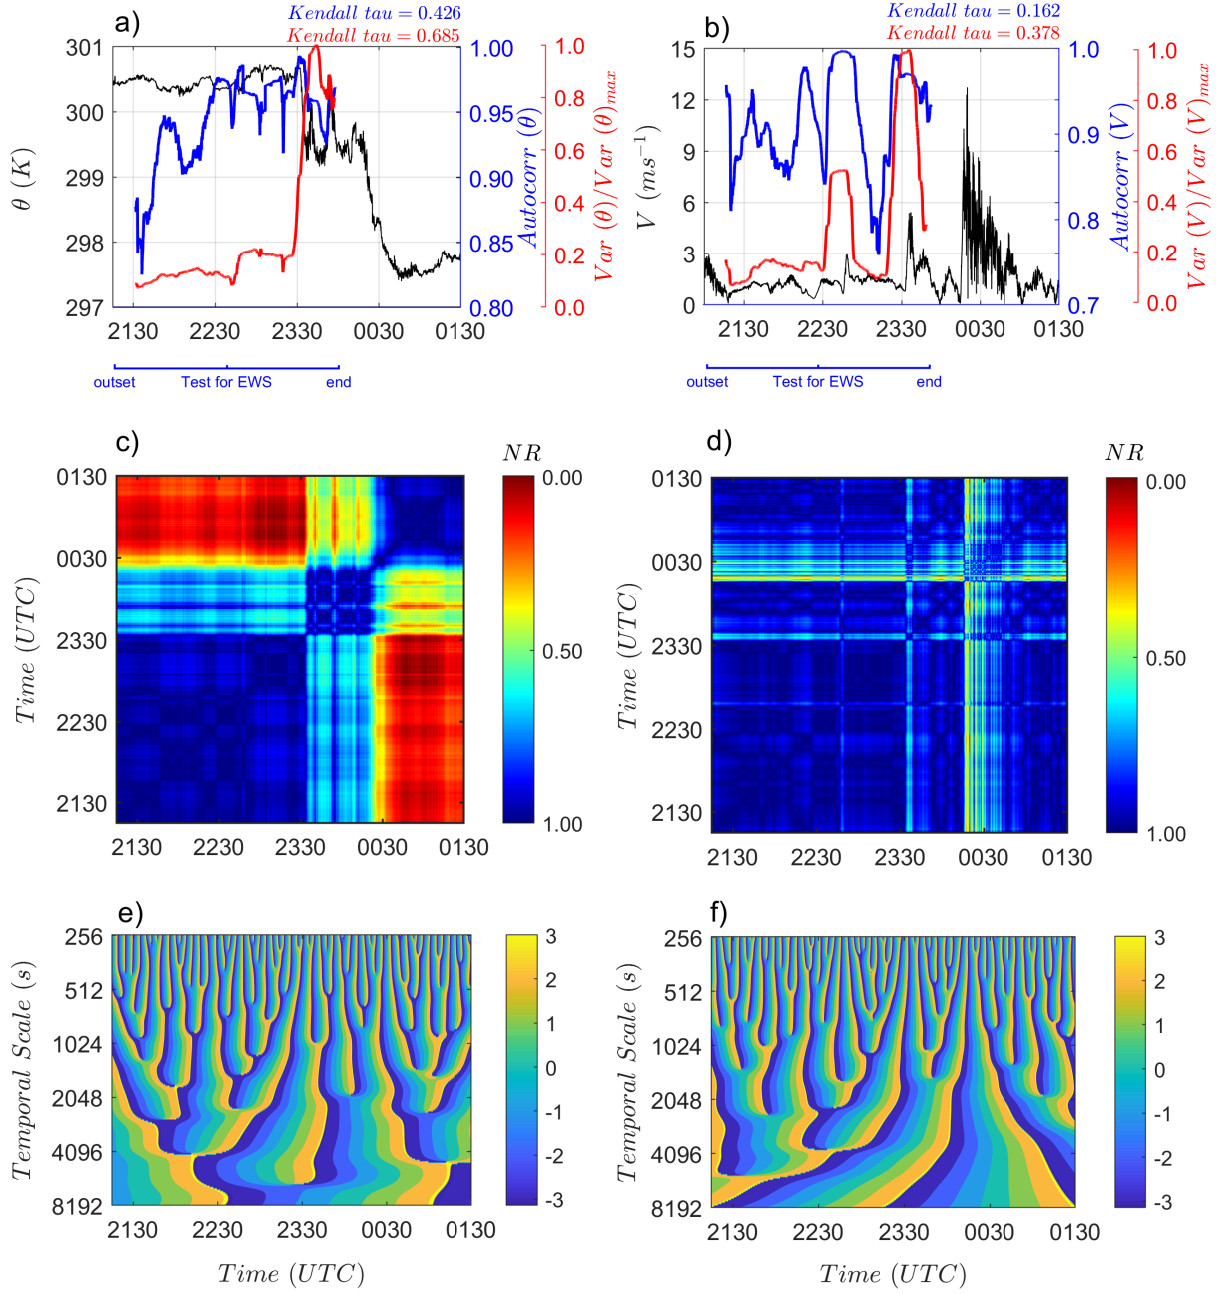 a)
Kendall tau = 0.426
Kendall tau = 0.685
301
300
299
298
297
θ (K)
1.00
0.95
0.90
0.85
0.80
Autocorr (θ)
1.0
0.8
0.6
0.4
0.2
0.0
Var (θ)/Var (θ)max
2130 2230 2330 0030 0130
outset Test for EWS end
b)
Kendall tau = 0.162
Kendall tau = 0.378
15
12
9
6
3
0
V (ms⁻¹)
1.0
0.9
0.8
0.7
Autocorr (V)
1.0
0.8
0.6
0.4
0.2
0.0
Var (V)/Var (V)max
2130 2230 2330 0030 0130
outset Test for EWS end
c)
NR
0130
0030
2330
2230
2130
Time (UTC)
0.00
0.50
1.00
2130 2230 2330 0030 0130
d)
NR
0130
0030
2330
2230
2130
Time (UTC)
0.00
0.50
1.00
2130 2230 2330 0030 0130
e)
256
512
1024
2048
4096
8192
Temporal Scale (s)
3
2
1
0
-1
-2
-3
2130 2230 2330 0030 0130
Time (UTC)
f)
256
512
1024
2048
4096
8192
Temporal Scale (s)
3
2
1
0
-1
-2
-3
2130 2230 2330 0030 0130
Time (UTC)